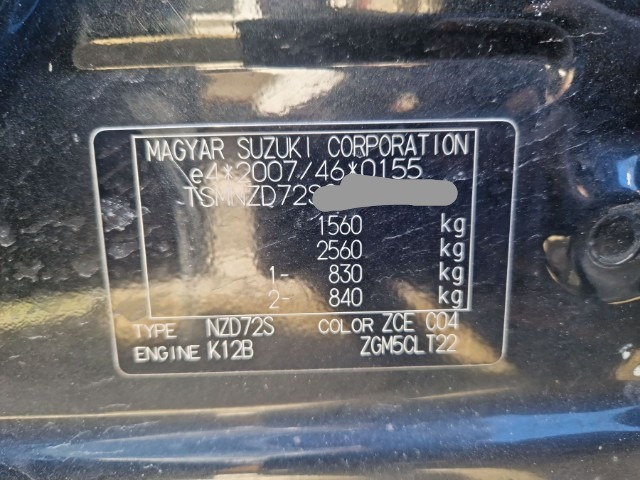 MAGYAR SUZUKI CORPORATION
e4*2007/46*0155
TSMNZD72S
1560 kg
2560 kg
1- 830 kg
2- 840 kg
TYPE NZD72S COLOR ZCE C04
ENGINE K12B ZGM5CLT22